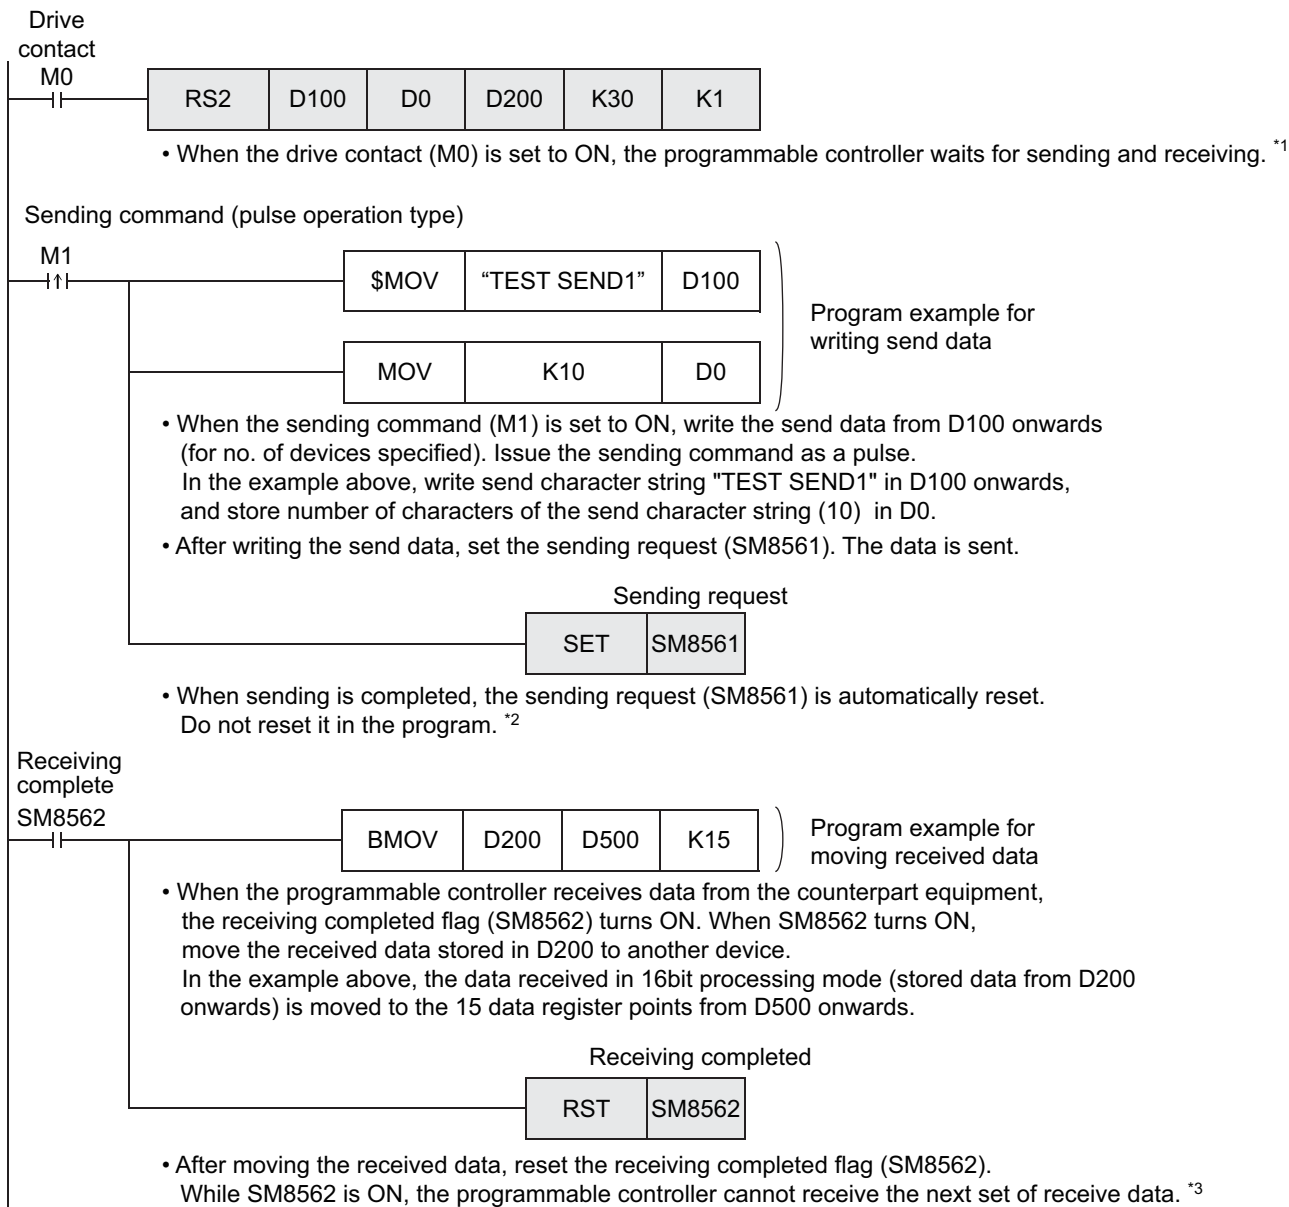 Drive
contact
M0
RS2 D100 D0 D200 K30 K1
• When the drive contact (M0) is set to ON, the programmable controller waits for sending and receiving. *1
Sending command (pulse operation type)
M1
$MOV “TEST SEND1” D100
Program example for
writing send data
MOV K10 D0
• When the sending command (M1) is set to ON, write the send data from D100 onwards
(for no. of devices specified). Issue the sending command as a pulse.
In the example above, write send character string "TEST SEND1" in D100 onwards,
and store number of characters of the send character string (10) in D0.
• After writing the send data, set the sending request (SM8561). The data is sent.
Sending request
SET SM8561
• When sending is completed, the sending request (SM8561) is automatically reset.
Do not reset it in the program. *2
Receiving
complete
SM8562
BMOV D200 D500 K15
Program example for
moving received data
• When the programmable controller receives data from the counterpart equipment,
the receiving completed flag (SM8562) turns ON. When SM8562 turns ON,
move the received data stored in D200 to another device.
In the example above, the data received in 16bit processing mode (stored data from D200
onwards) is moved to the 15 data register points from D500 onwards.
Receiving completed
RST SM8562
• After moving the received data, reset the receiving completed flag (SM8562).
While SM8562 is ON, the programmable controller cannot receive the next set of receive data. *3